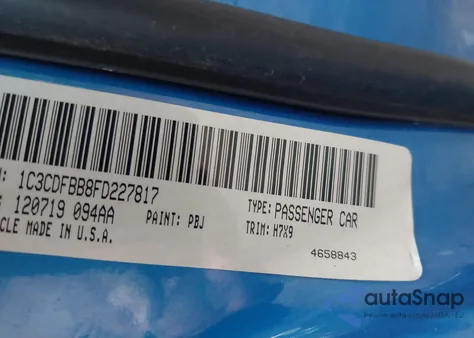 : 1C3CDFBB8FD227817
: 120719 094AA
CLE MADE IN U.S.A.
PAINT: PBJ
TYPE: PASSENGER CAR
TRIM: H7X9
4658843
autoSnap